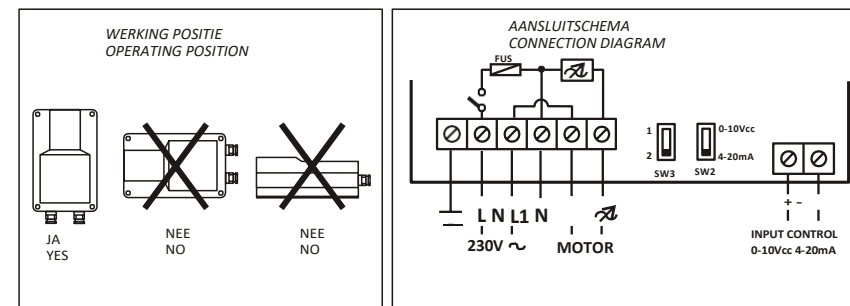 WERKING POSITIE
OPERATING POSITION
JA
YES
NEE
NO
NEE
NO
AANSLUITSCHEMA
CONNECTION DIAGRAM
FUS
1
2
SW3
0-10Vcc
4-20mA
SW2
L N L1 N
230V ~
MOTOR
+ -
INPUT CONTROL
0-10Vcc 4-20mA